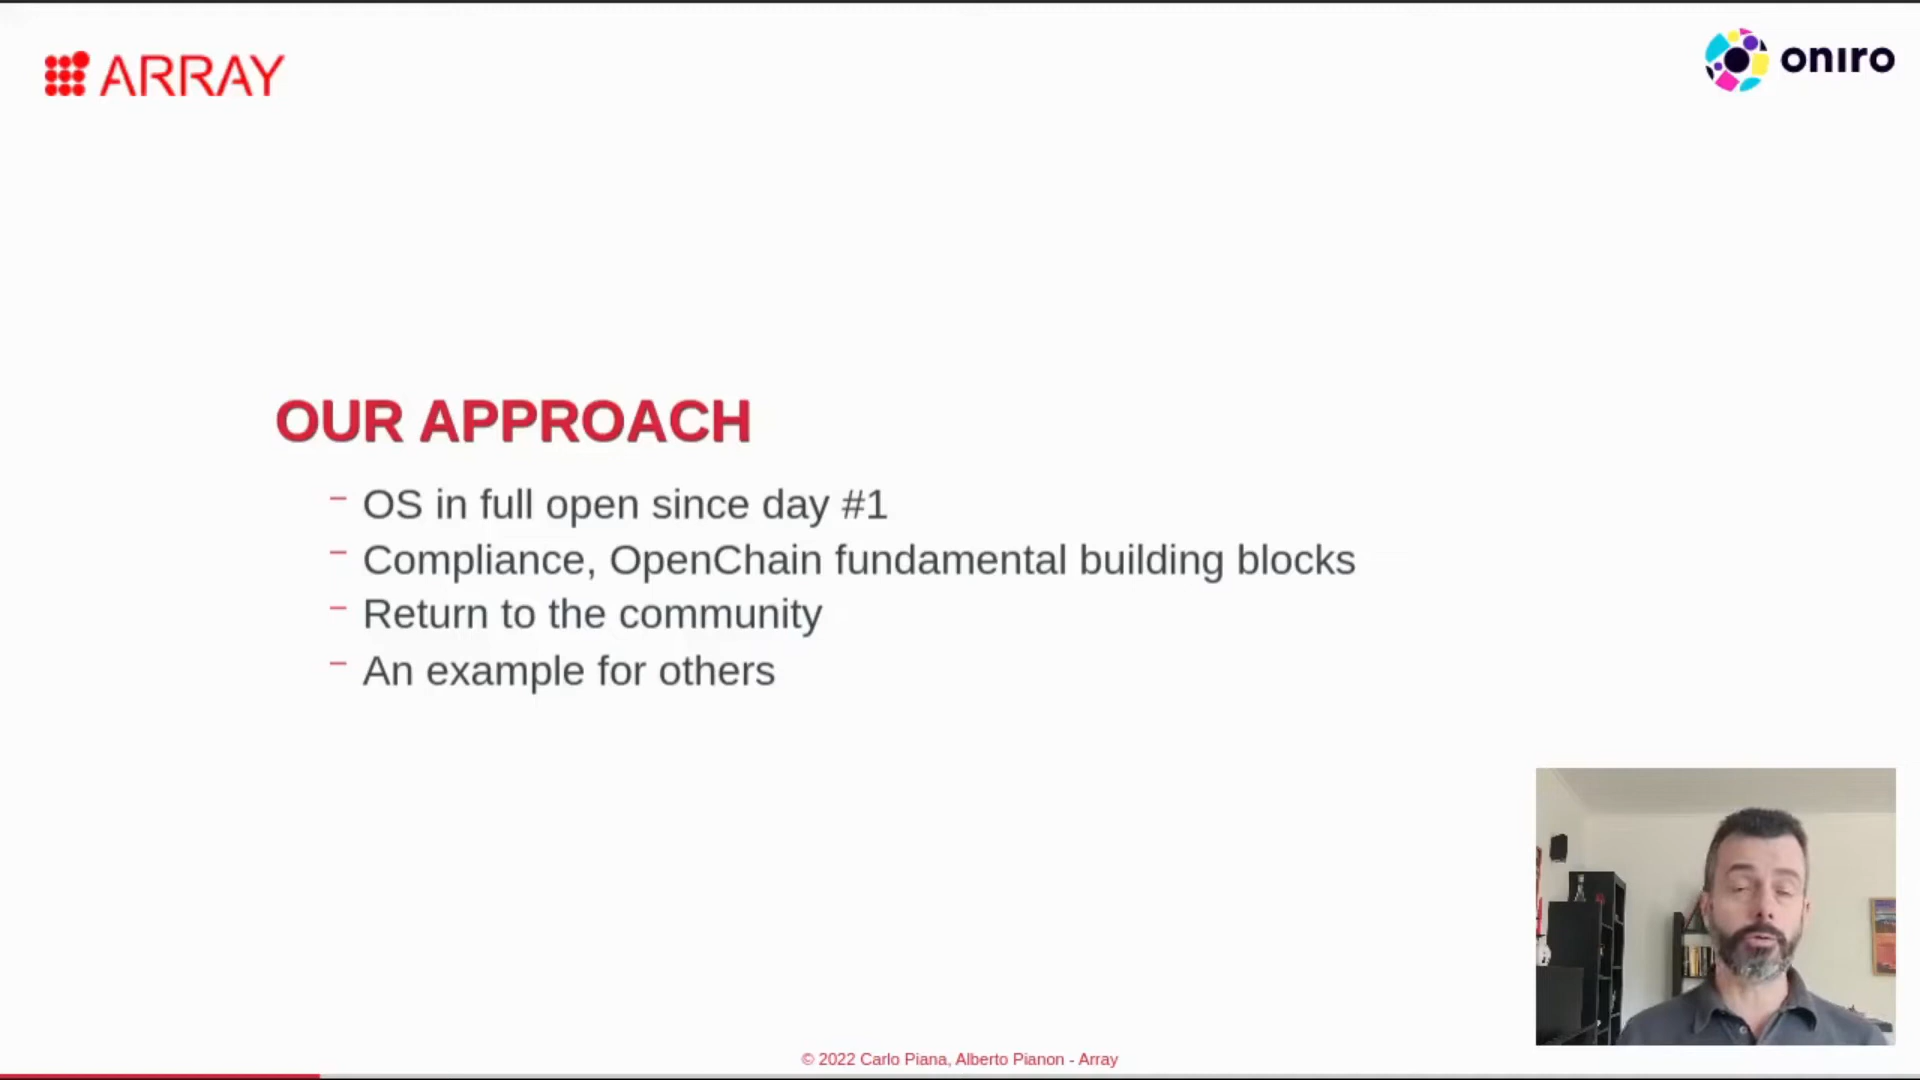 ARRAY
oniro
OUR APPROACH
– OS in full open since day #1
– Compliance, OpenChain fundamental building blocks
– Return to the community
– An example for others
© 2022 Carlo Piana, Alberto Pianon - Array